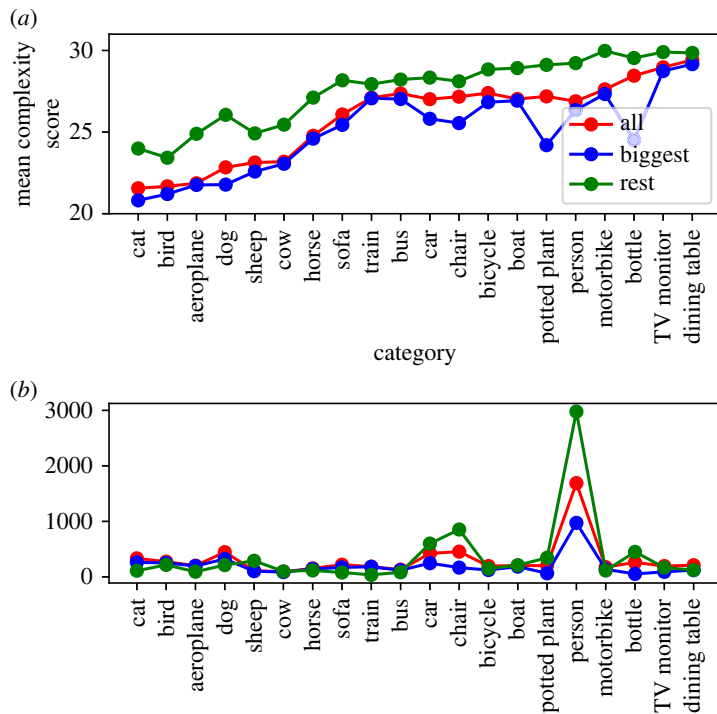 (a)
30
25
20
mean complexity
score
all
biggest
rest
cat
bird
aeroplane
dog
sheep
cow
horse
sofa
train
bus
car
chair
bicycle
boat
potted plant
person
motorbike
bottle
TV monitor
dining table
category
(b)
3000
2000
1000
0
cat
bird
aeroplane
dog
sheep
cow
horse
sofa
train
bus
car
chair
bicycle
boat
potted plant
person
motorbike
bottle
TV monitor
dining table